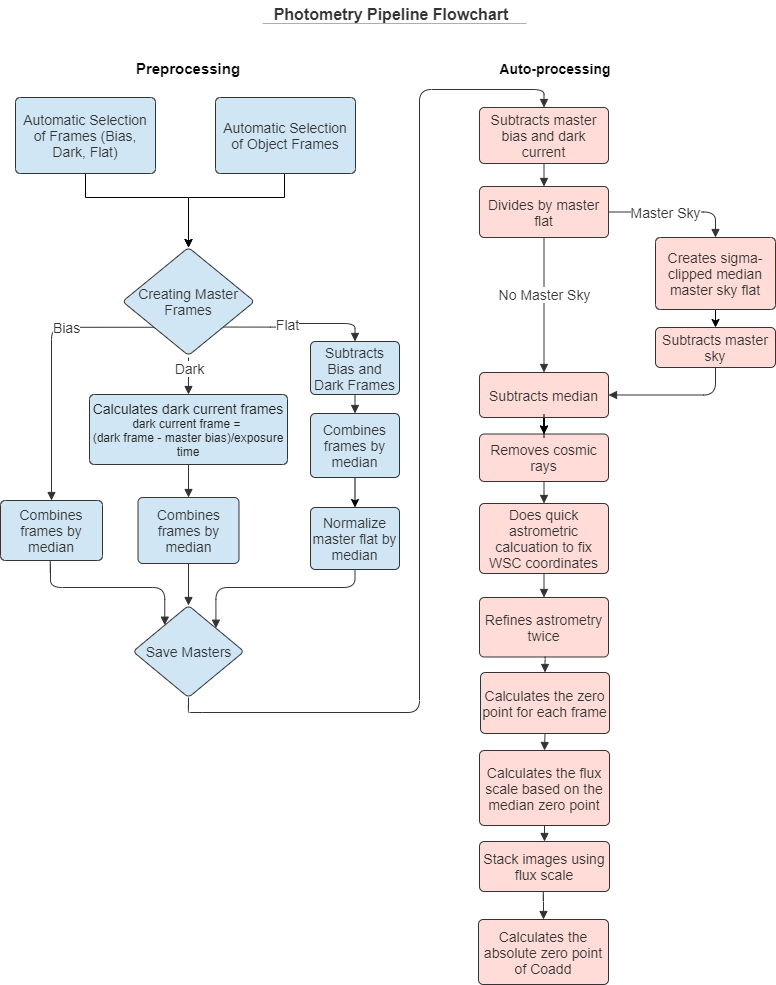 Photometry Pipeline Flowchart
Preprocessing
Automatic Selection
of Frames (Bias,
Dark, Flat)
Automatic Selection
of Object Frames
Creating Master
Frames
Bias
Dark
Flat
Calculates dark current frames
dark current frame =
(dark frame - master bias)/exposure
time
Subtracts
Bias and
Dark Frames
Combines
frames by
median
Combines
frames by
median
Combines
frames by
median
Normalize
master flat by
median
Save Masters
Auto-processing
Subtracts master
bias and dark
current
Divides by master
flat
Master Sky
No Master Sky
Creates sigma-
clipped median
master sky flat
Subtracts master
sky
Subtracts median
Removes cosmic
rays
Does quick
astrometric
calcuation to fix
WSC coordinates
Refines astrometry
twice
Calculates the zero
point for each frame
Calculates the flux
scale based on the
median zero point
Stack images using
flux scale
Calculates the
absolute zero point
of Coadd